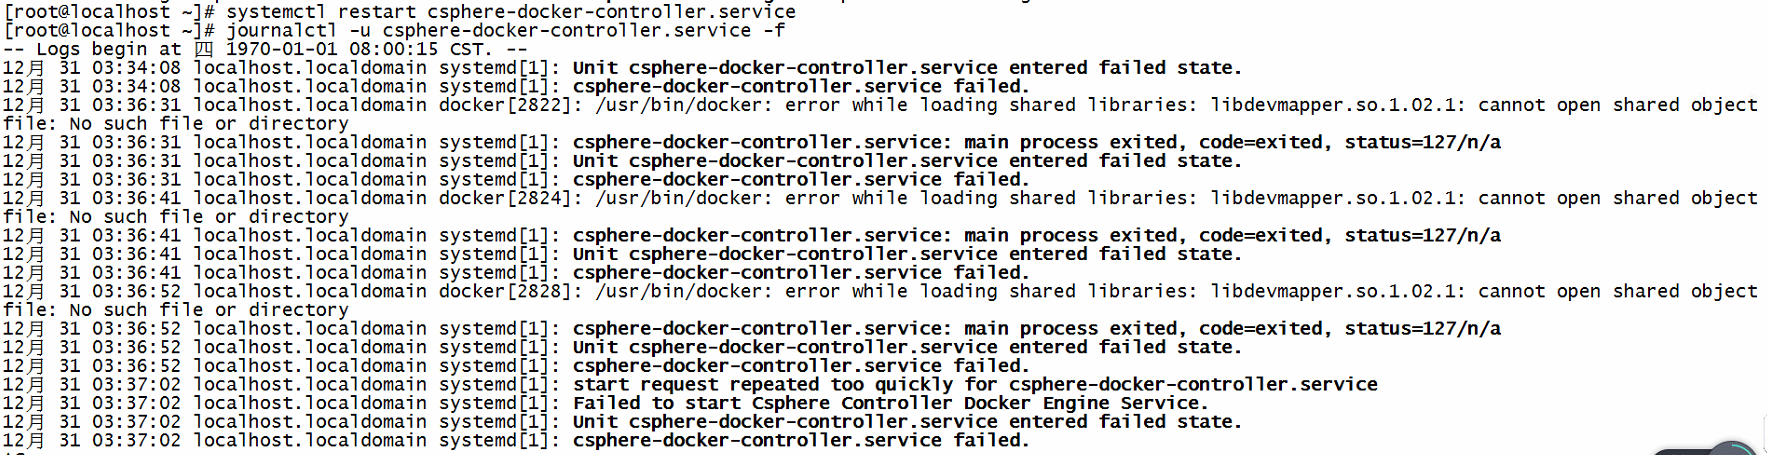 [root@localhost ~]# systemctl restart csphere-docker-controller.service
[root@localhost ~]# journalctl -u csphere-docker-controller.service -f
-- Logs begin at 四 1970-01-01 08:00:15 CST. --
12月 31 03:34:08 localhost.localdomain systemd[1]: Unit csphere-docker-controller.service entered failed state.
12月 31 03:34:08 localhost.localdomain systemd[1]: csphere-docker-controller.service failed.
12月 31 03:36:31 localhost.localdomain docker[2822]: /usr/bin/docker: error while loading shared libraries: libdevmapper.so.1.02.1: cannot open shared object
file: No such file or directory
12月 31 03:36:31 localhost.localdomain systemd[1]: csphere-docker-controller.service: main process exited, code=exited, status=127/n/a
12月 31 03:36:31 localhost.localdomain systemd[1]: Unit csphere-docker-controller.service entered failed state.
12月 31 03:36:31 localhost.localdomain systemd[1]: csphere-docker-controller.service failed.
12月 31 03:36:41 localhost.localdomain docker[2824]: /usr/bin/docker: error while loading shared libraries: libdevmapper.so.1.02.1: cannot open shared object
file: No such file or directory
12月 31 03:36:41 localhost.localdomain systemd[1]: csphere-docker-controller.service: main process exited, code=exited, status=127/n/a
12月 31 03:36:41 localhost.localdomain systemd[1]: Unit csphere-docker-controller.service entered failed state.
12月 31 03:36:41 localhost.localdomain systemd[1]: csphere-docker-controller.service failed.
12月 31 03:36:52 localhost.localdomain docker[2828]: /usr/bin/docker: error while loading shared libraries: libdevmapper.so.1.02.1: cannot open shared object
file: No such file or directory
12月 31 03:36:52 localhost.localdomain systemd[1]: csphere-docker-controller.service: main process exited, code=exited, status=127/n/a
12月 31 03:36:52 localhost.localdomain systemd[1]: Unit csphere-docker-controller.service entered failed state.
12月 31 03:36:52 localhost.localdomain systemd[1]: csphere-docker-controller.service failed.
12月 31 03:37:02 localhost.localdomain systemd[1]: start request repeated too quickly for csphere-docker-controller.service
12月 31 03:37:02 localhost.localdomain systemd[1]: Failed to start Csphere Controller Docker Engine Service.
12月 31 03:37:02 localhost.localdomain systemd[1]: Unit csphere-docker-controller.service entered failed state.
12月 31 03:37:02 localhost.localdomain systemd[1]: csphere-docker-controller.service failed.